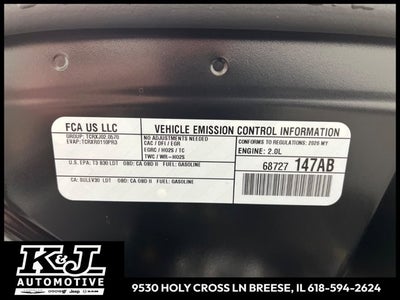 FCA US LLC
GROUP: TCRXJ02.0570
EVAP: TCRXR0110PR3
VEHICLE EMISSION CONTROL INFORMATION
NO ADJUSTMENTS NEEDED
CAC / DFI / EGR
EGRC / HO2S / TC
TWC / WR-HO2S
CONFORMS TO REGULATIONS: 2026 MY
ENGINE: 2.0L
68727 147AB
U.S. EPA: T3 B30 LDT OBD: CA OBD II FUEL: GASOLINE
CA: OBD: CA OBD II FUEL: GASOLINE
K&J
AUTOMOTIVE
9530 HOLY CROSS LN BREESE, IL 618-594-2624